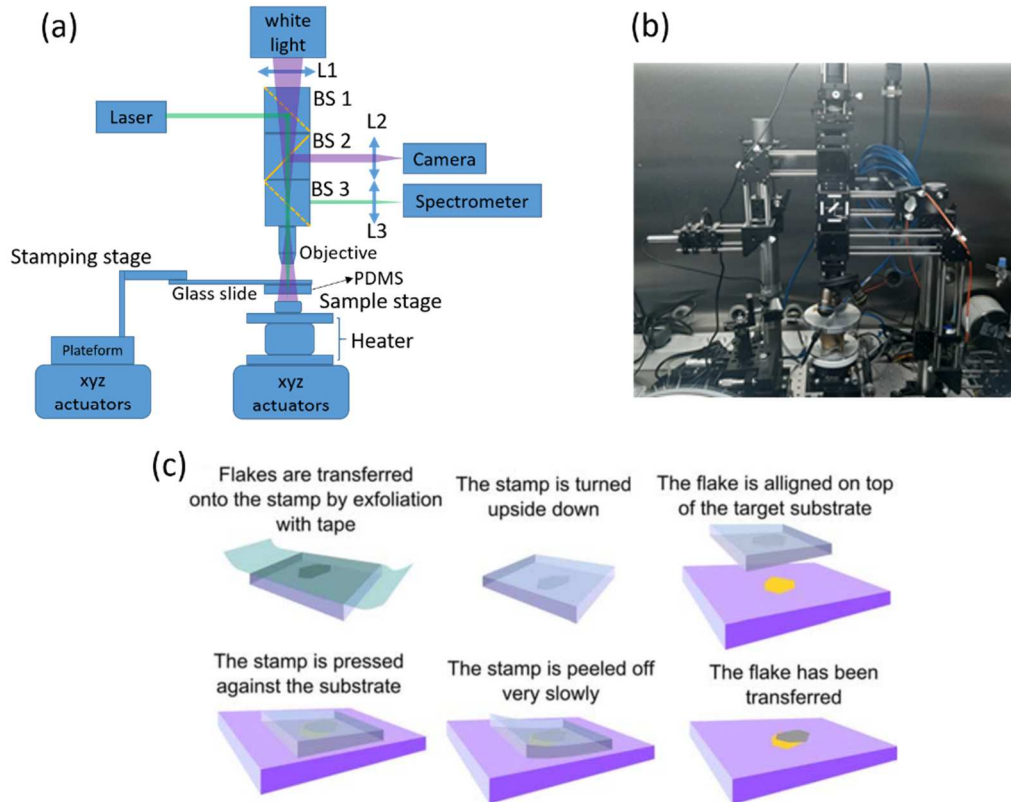 (a)
white
light
L1
BS 1
Laser
L2
BS 2
Camera
BS 3
Spectrometer
L3
Objective
Stamping stage
PDMS
Glass slide
Sample stage
Heater
Plateform
xyz
actuators
xyz
actuators
(b)
(c)
Flakes are transferred
onto the stamp by exfoliation
with tape
The stamp is turned
upside down
The flake is alligned on top
of the target substrate
The stamp is pressed
against the substrate
The stamp is peeled off
very slowly
The flake has been
transferred